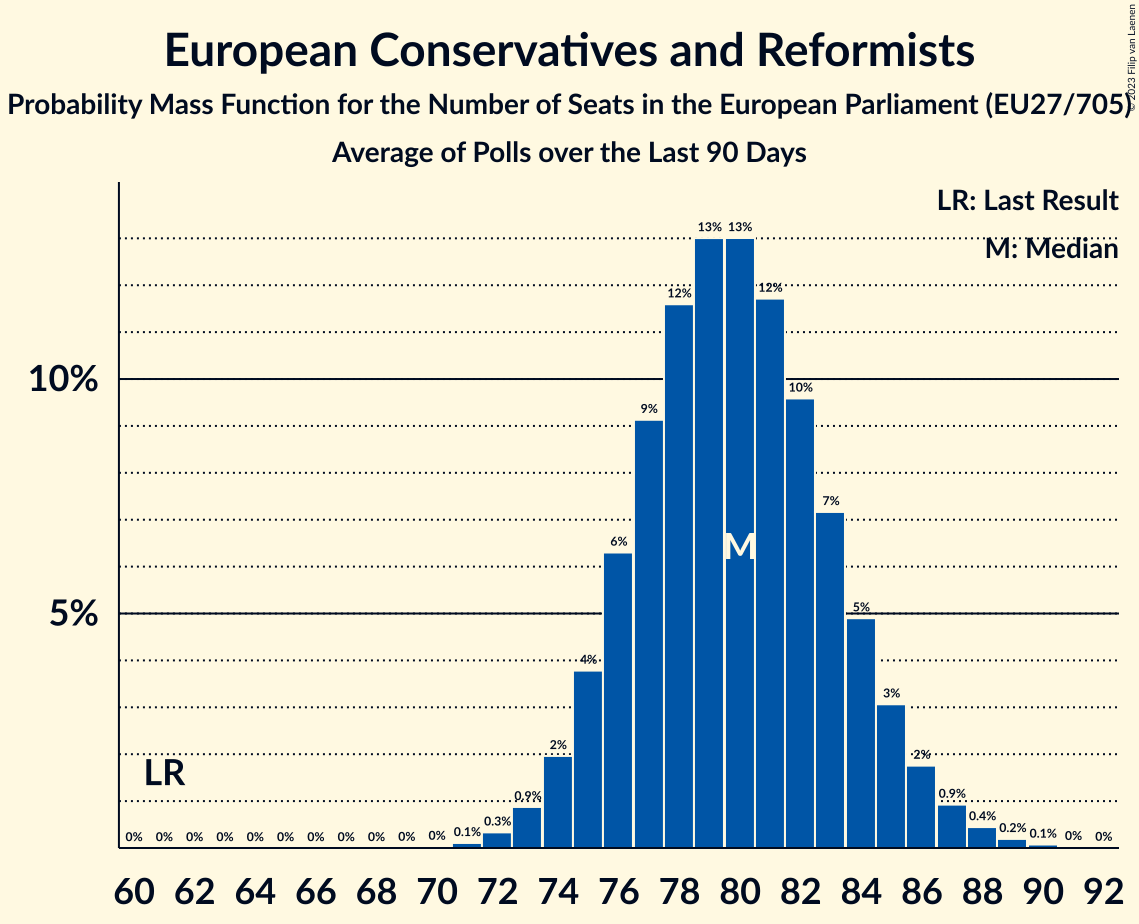 European Conservatives and Reformists
© 2023 Filip van Laenen
Probability Mass Function for the Number of Seats in the European Parliament (EU27/705)
Average of Polls over the Last 90 Days
LR: Last Result
M: Median
13% 13%
12% 12%
12%
10%
10%
9%
7%
6%
M
5%
5%
4%
3%
2% 2%
LR
0.9% 0.9%
0% 0% 0% 0% 0% 0% 0% 0% 0% 0% 0% 0.1% 0.3% 0.4% 0.2% 0.1% 0% 0%
60 62 64 66 68 70 72 74 76 78 80 82 84 86 88 90 92